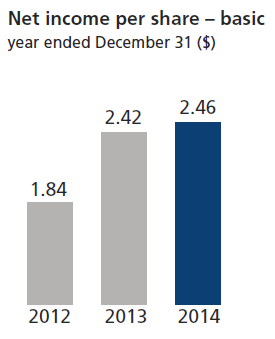 Net income per share – basic
year ended December 31 ($)
2.46
2.42
1.84
2012 2013 2014